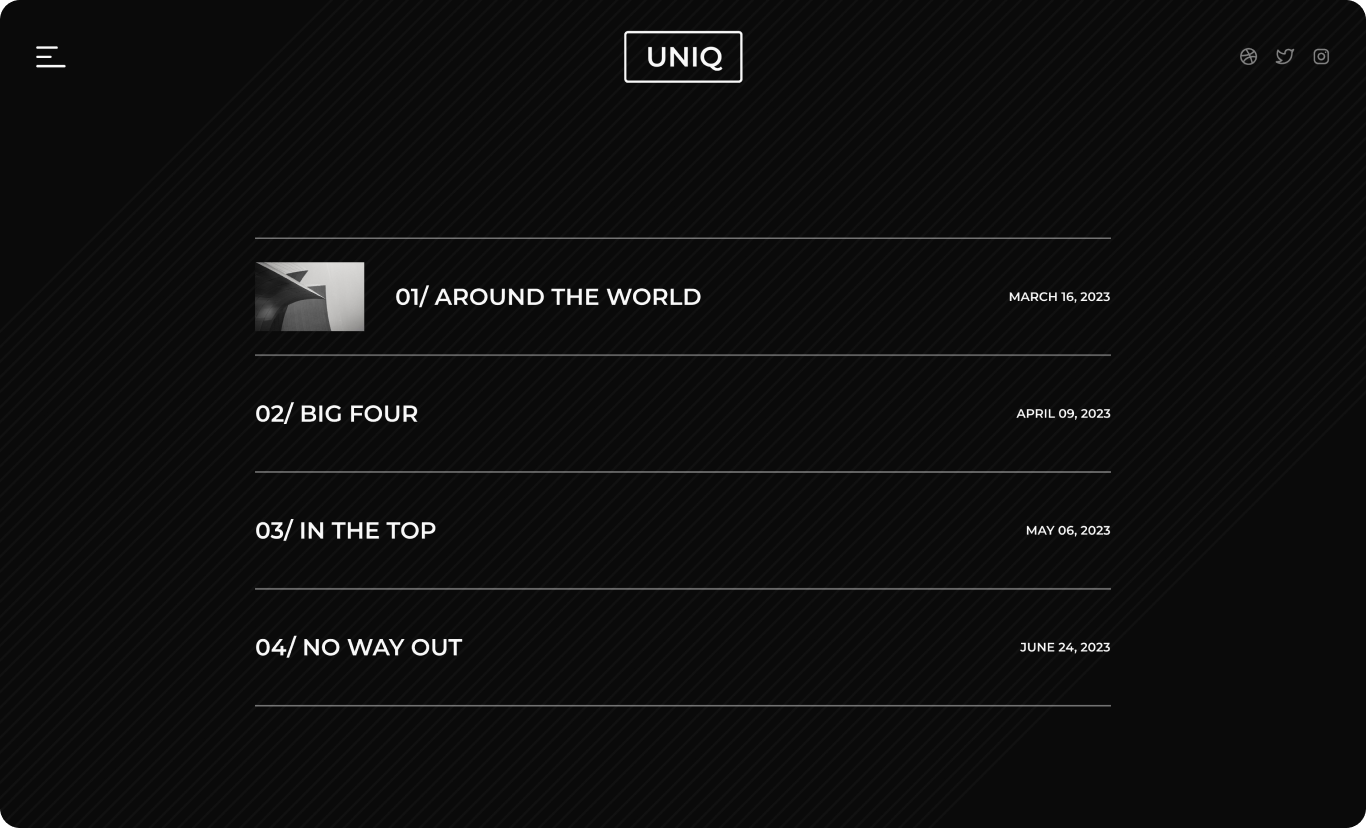 UNIQ
01/ AROUND THE WORLD
MARCH 16, 2023
02/ BIG FOUR
APRIL 09, 2023
03/ IN THE TOP
MAY 06, 2023
04/ NO WAY OUT
JUNE 24, 2023